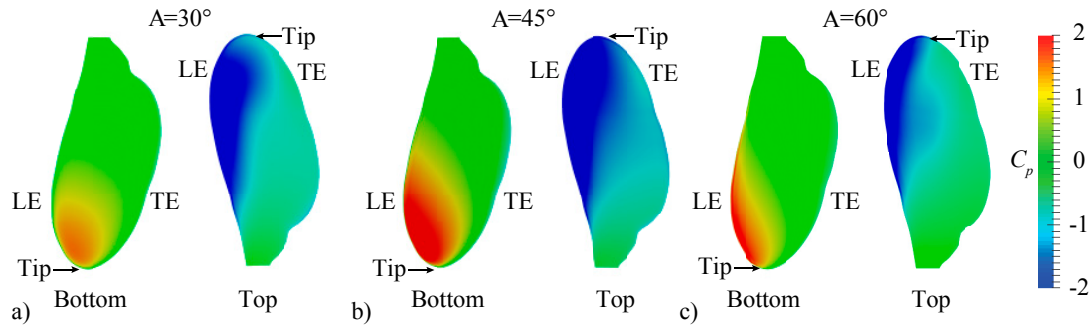 A=30°
A=45°
A=60°
Tip
Tip
Tip
2
LE
TE
LE
TE
LE
TE
1
0
C_p
LE
TE
LE
TE
LE
TE
-1
Tip
Tip
Tip
-2
a)
Bottom
Top
b)
Bottom
Top
c)
Bottom
Top